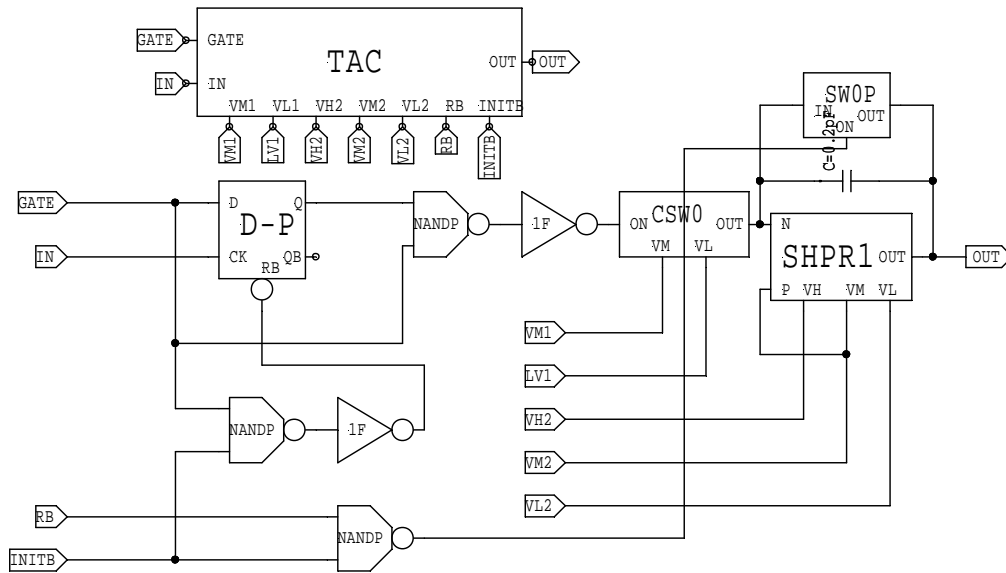 GATE GATE
TAC
OUT OUT
IN IN
VM1 VL1 VH2 VM2 VL2 RB INITB
VM1 LV1 VH2 VM2 VL2 RB INITB
SW0P
IN OUT
ON
C=0.2pF
GATE D Q
D-P
NANDP 1F
ON CSW0 OUT
VM VL
N
SHPR1
OUT OUT
P VH VM VL
IN CK QB
RB
VM1
LV1
VH2
NANDP 1F
VM2
VL2
RB
NANDP
INITB